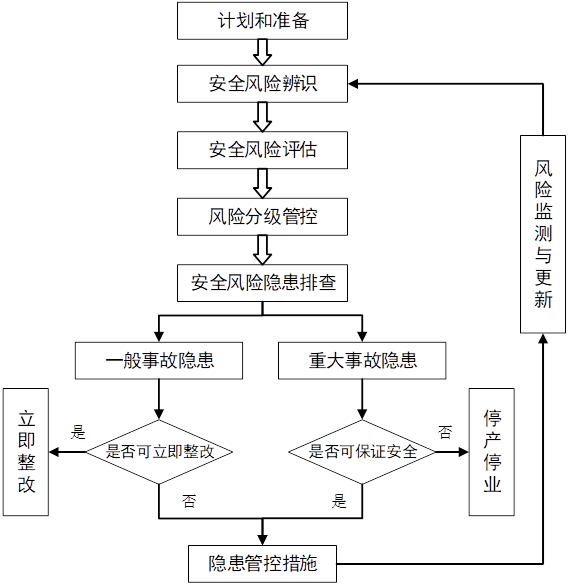 计划和准备
安全风险辨识
安全风险评估
风险分级管控
安全风险隐患排查
风险监测与更新
一般事故隐患
重大事故隐患
立即整改
是
是否可立即整改
是否可保证安全
否
停产停业
否
是
隐患管控措施